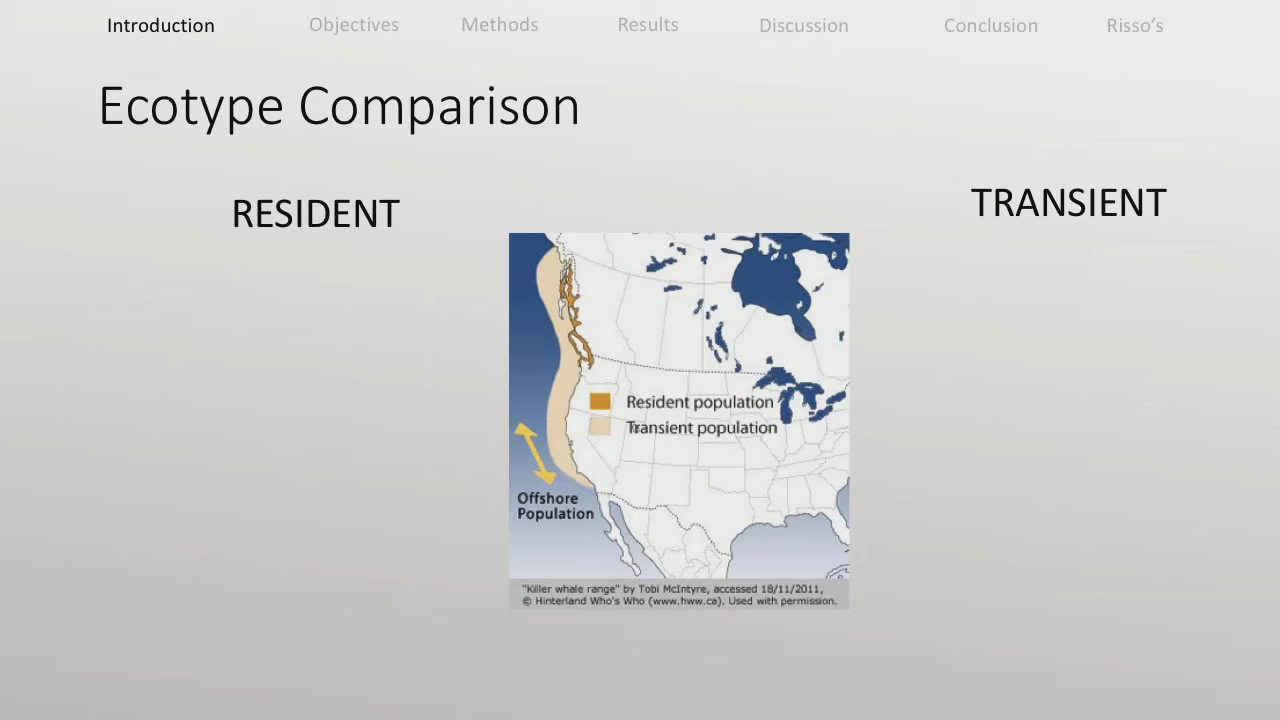 Introduction Objectives Methods Results Discussion Conclusion Risso's
Ecotype Comparison
RESIDENT
TRANSIENT
Resident population
Transient population
Offshore
Population
"Killer whale range" by Tobi McIntyre, accessed 18/11/2011,
© Hinterland Who's Who (www.hww.ca). Used with permission.